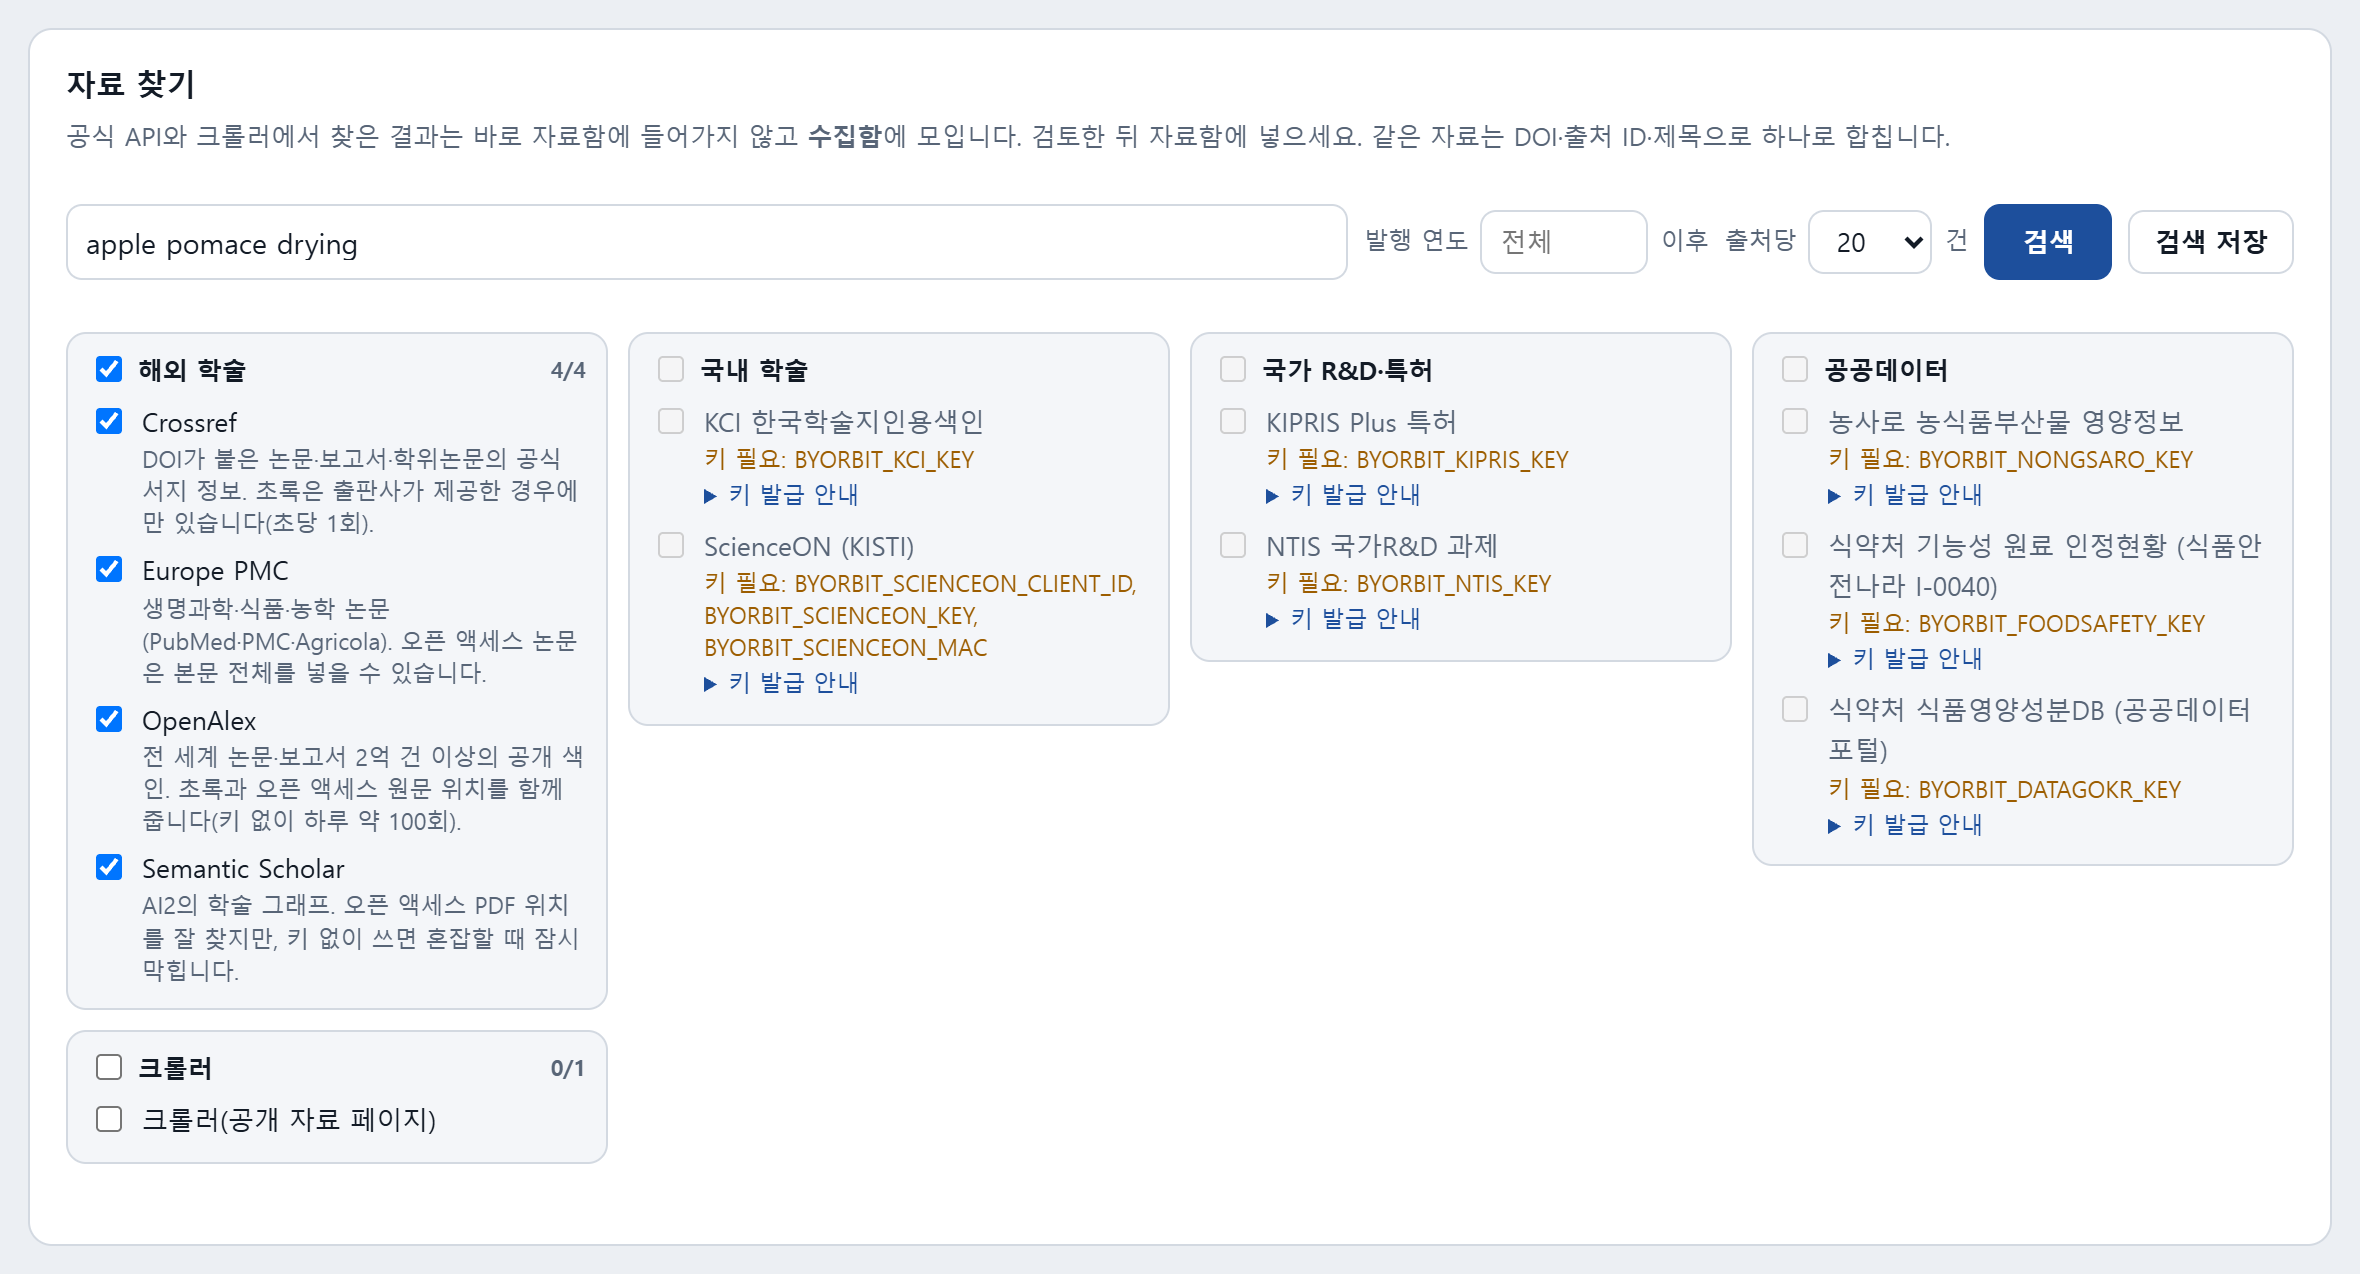 자료 찾기
공식 API와 크롤러에서 찾은 결과는 바로 자료함에 들어가지 않고 수집함에 모입니다. 검토한 뒤 자료함에 넣으세요. 같은 자료는 DOI·출처 ID·제목으로 하나로 합칩니다.
apple pomace drying
발행 연도 전체 이후 출처당 20 건 검색 검색 저장
해외 학술 4/4
Crossref
DOI가 붙은 논문·보고서·학위논문의 공식
서지 정보. 초록은 출판사가 제공한 경우에
만 있습니다(초당 1회).
Europe PMC
생명과학·식품·농학 논문
(PubMed·PMC·Agricola). 오픈 액세스 논문
은 본문 전체를 넣을 수 있습니다.
OpenAlex
전 세계 논문·보고서 2억 건 이상의 공개 색
인. 초록과 오픈 액세스 원문 위치를 함께
줍니다(키 없이 하루 약 100회).
Semantic Scholar
AI2의 학술 그래프. 오픈 액세스 PDF 위치
를 잘 찾지만, 키 없이 쓰면 혼잡할 때 잠시
막힙니다.
국내 학술
KCI 한국학술지인용색인
키 필요: BYORBIT_KCI_KEY
▶ 키 발급 안내
ScienceON (KISTI)
키 필요: BYORBIT_SCIENCEON_CLIENT_ID,
BYORBIT_SCIENCEON_KEY,
BYORBIT_SCIENCEON_MAC
▶ 키 발급 안내
국가 R&D·특허
KIPRIS Plus 특허
키 필요: BYORBIT_KIPRIS_KEY
▶ 키 발급 안내
NTIS 국가R&D 과제
키 필요: BYORBIT_NTIS_KEY
▶ 키 발급 안내
공공데이터
농사로 농식품부산물 영양정보
키 필요: BYORBIT_NONGSARO_KEY
▶ 키 발급 안내
식약처 기능성 원료 인정현황 (식품안
전나라 I-0040)
키 필요: BYORBIT_FOODSAFETY_KEY
▶ 키 발급 안내
식약처 식품영양성분DB (공공데이터
포털)
키 필요: BYORBIT_DATAGOKR_KEY
▶ 키 발급 안내
크롤러 0/1
크롤러(공개 자료 페이지)